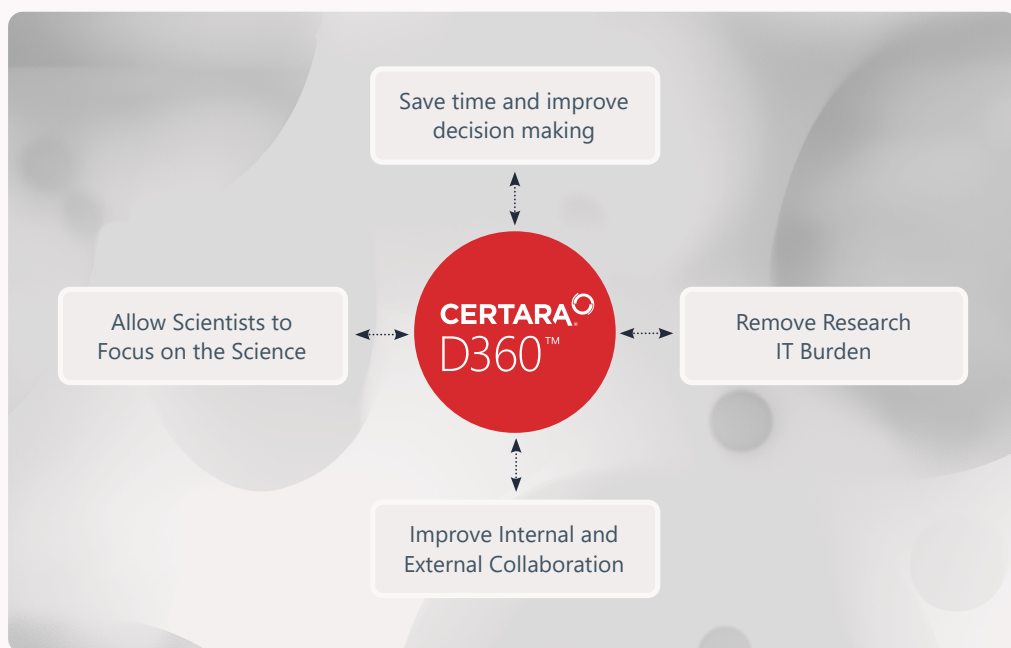 Save time and improve
decision making
Allow Scientists to
Focus on the Science
CERTARA®
D360™
Remove Research
IT Burden
Improve Internal and
External Collaboration